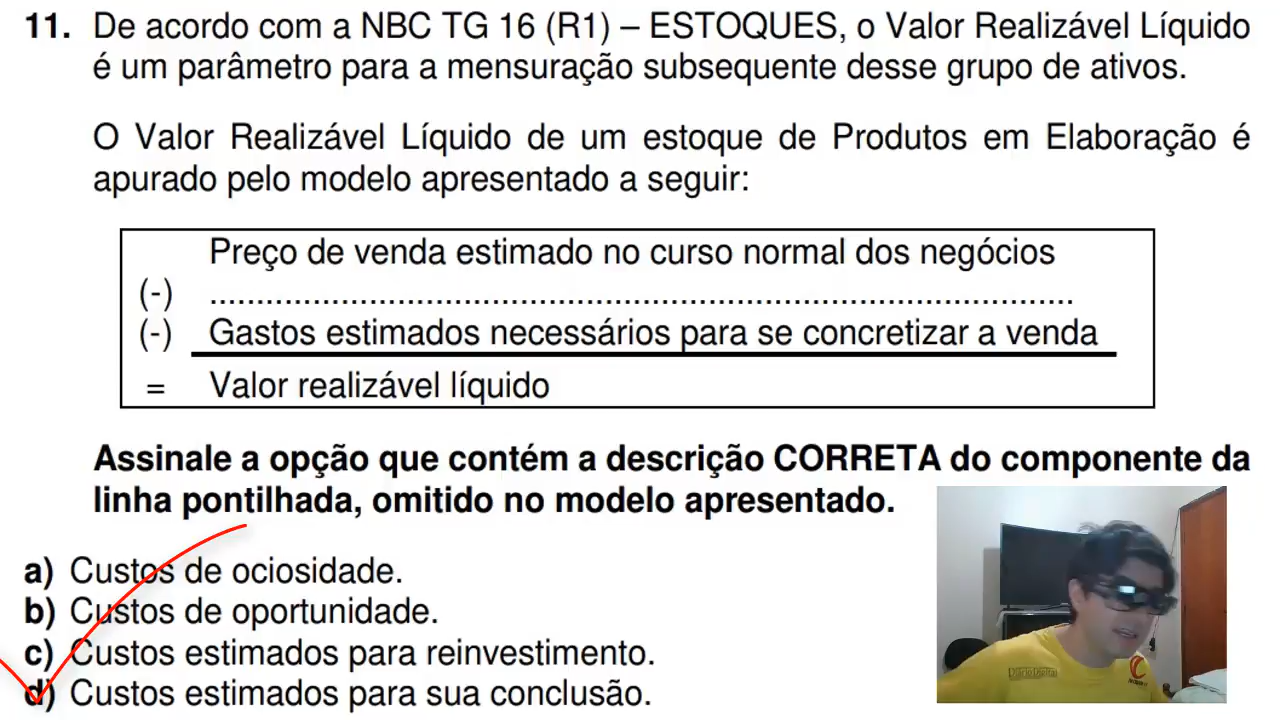 11. De acordo com a NBC TG 16 (R1) – ESTOQUES, o Valor Realizável Líquido
é um parâmetro para a mensuração subsequente desse grupo de ativos.
O Valor Realizável Líquido de um estoque de Produtos em Elaboração é
apurado pelo modelo apresentado a seguir:
Preço de venda estimado no curso normal dos negócios
(-) ............................................................................................
(-) Gastos estimados necessários para se concretizar a venda
= Valor realizável líquido
Assinale a opção que contém a descrição CORRETA do componente da
linha pontilhada, omitido no modelo apresentado.
a) Custos de ociosidade.
b) Custos de oportunidade.
c) Custos estimados para reinvestimento.
d) Custos estimados para sua conclusão.
Diário Digital